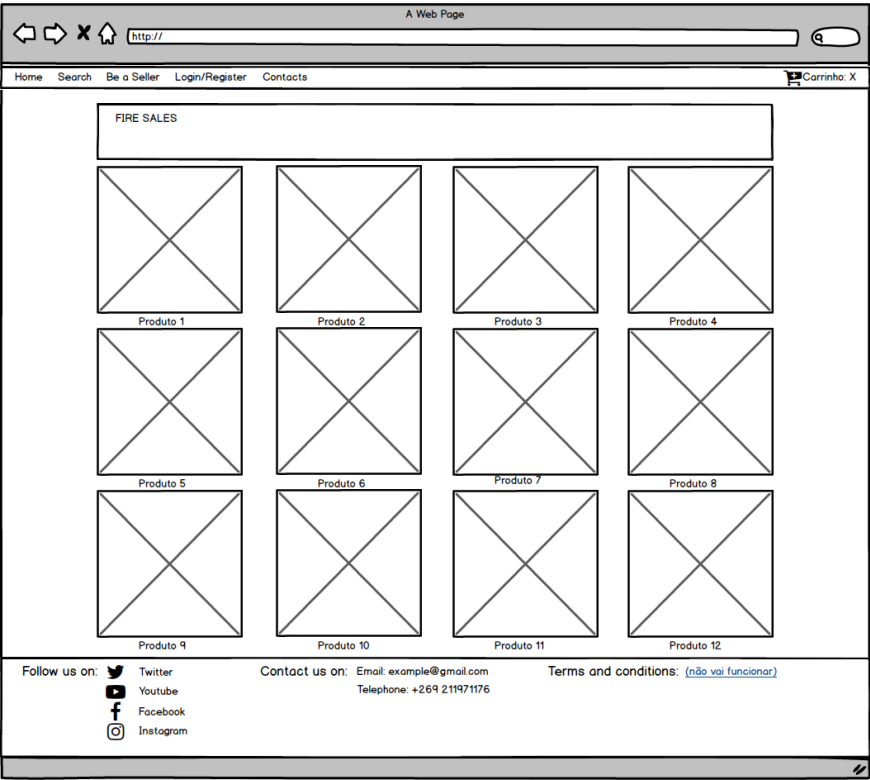 A Web Page
http://
Home Search Be a Seller Login/Register Contacts Carrinho: X
FIRE SALES
Produto 1 Produto 2 Produto 3 Produto 4
Produto 5 Produto 6 Produto 7 Produto 8
Produto 9 Produto 10 Produto 11 Produto 12
Follow us on: Twitter
Youtube
Facebook
Instagram
Contact us on: Email: example@gmail.com
Telephone: +269 211971176
Terms and conditions: (não vai funcionar)